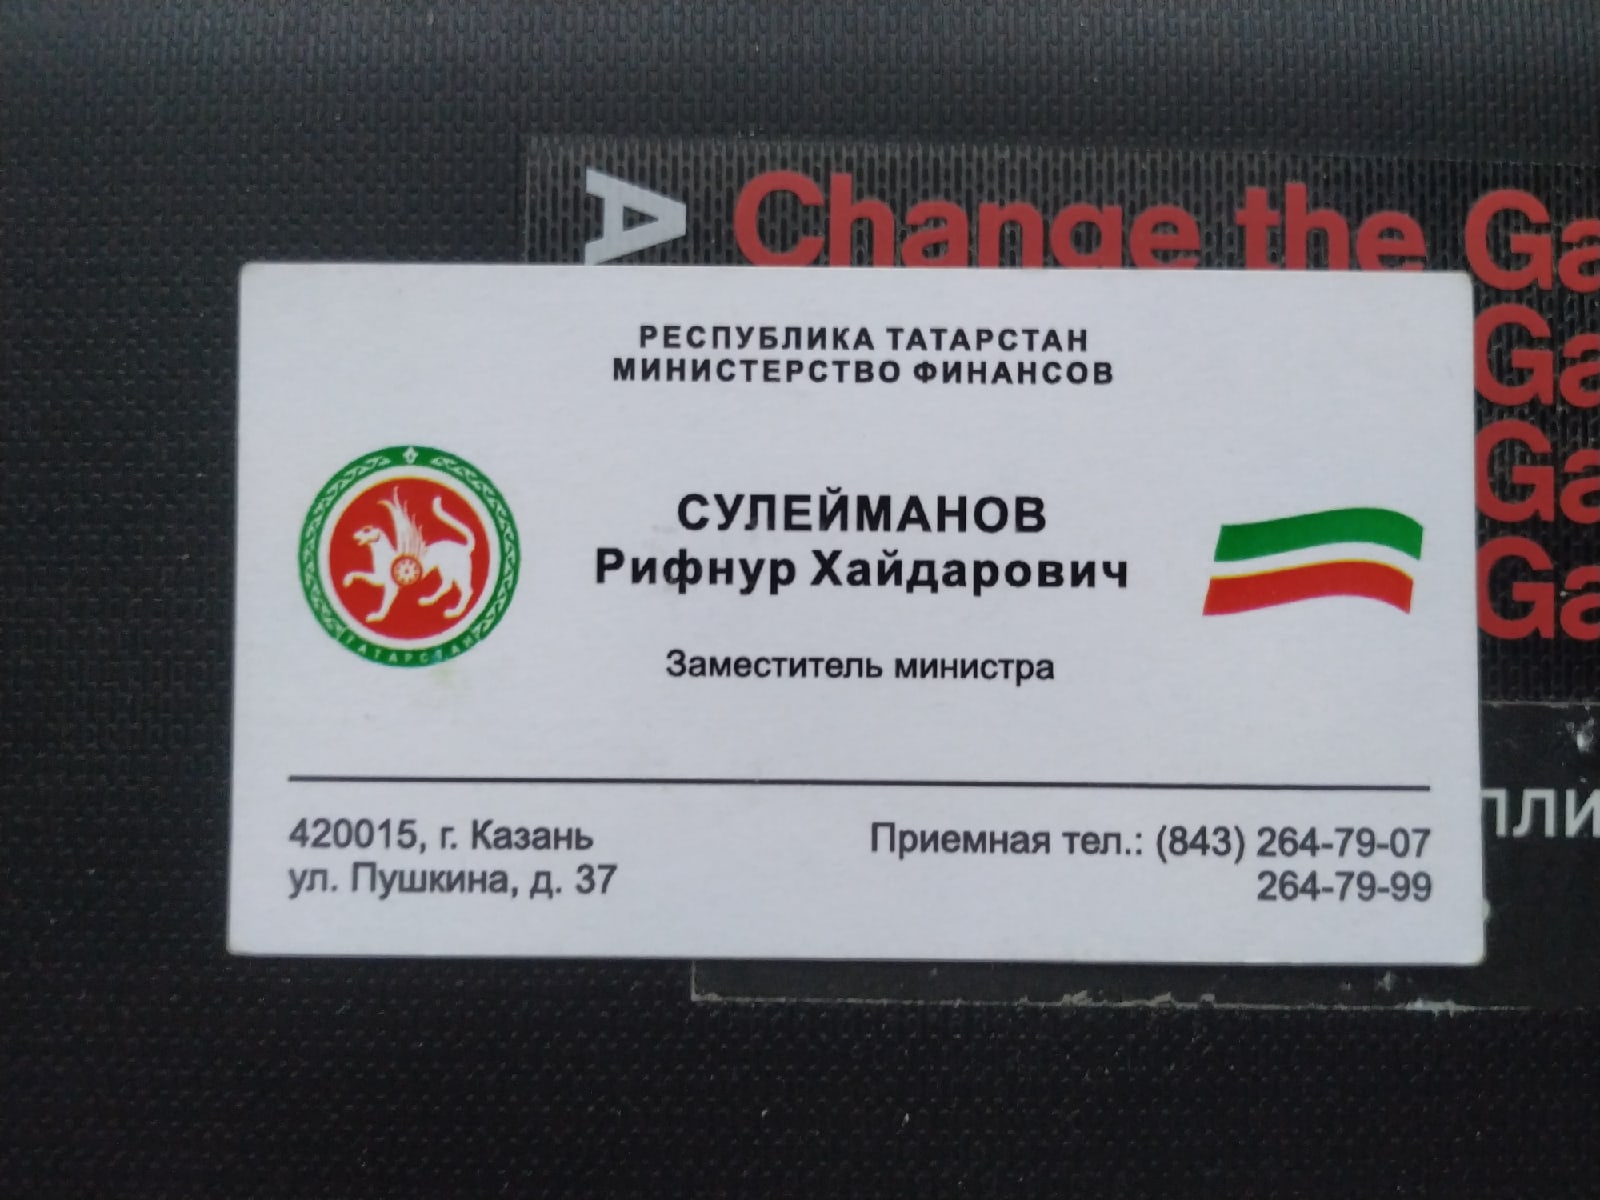 A
Change the Ga
Ga
Ga
Ga
РЕСПУБЛИКА ТАТАРСТАН
МИНИСТЕРСТВО ФИНАНСОВ
СУЛЕЙМАНОВ
Рифнур Хайдарович
Заместитель министра
ТАТАРСТАН
420015, г. Казань
ул. Пушкина, д. 37
Приемная тел.: (843) 264-79-07
264-79-99